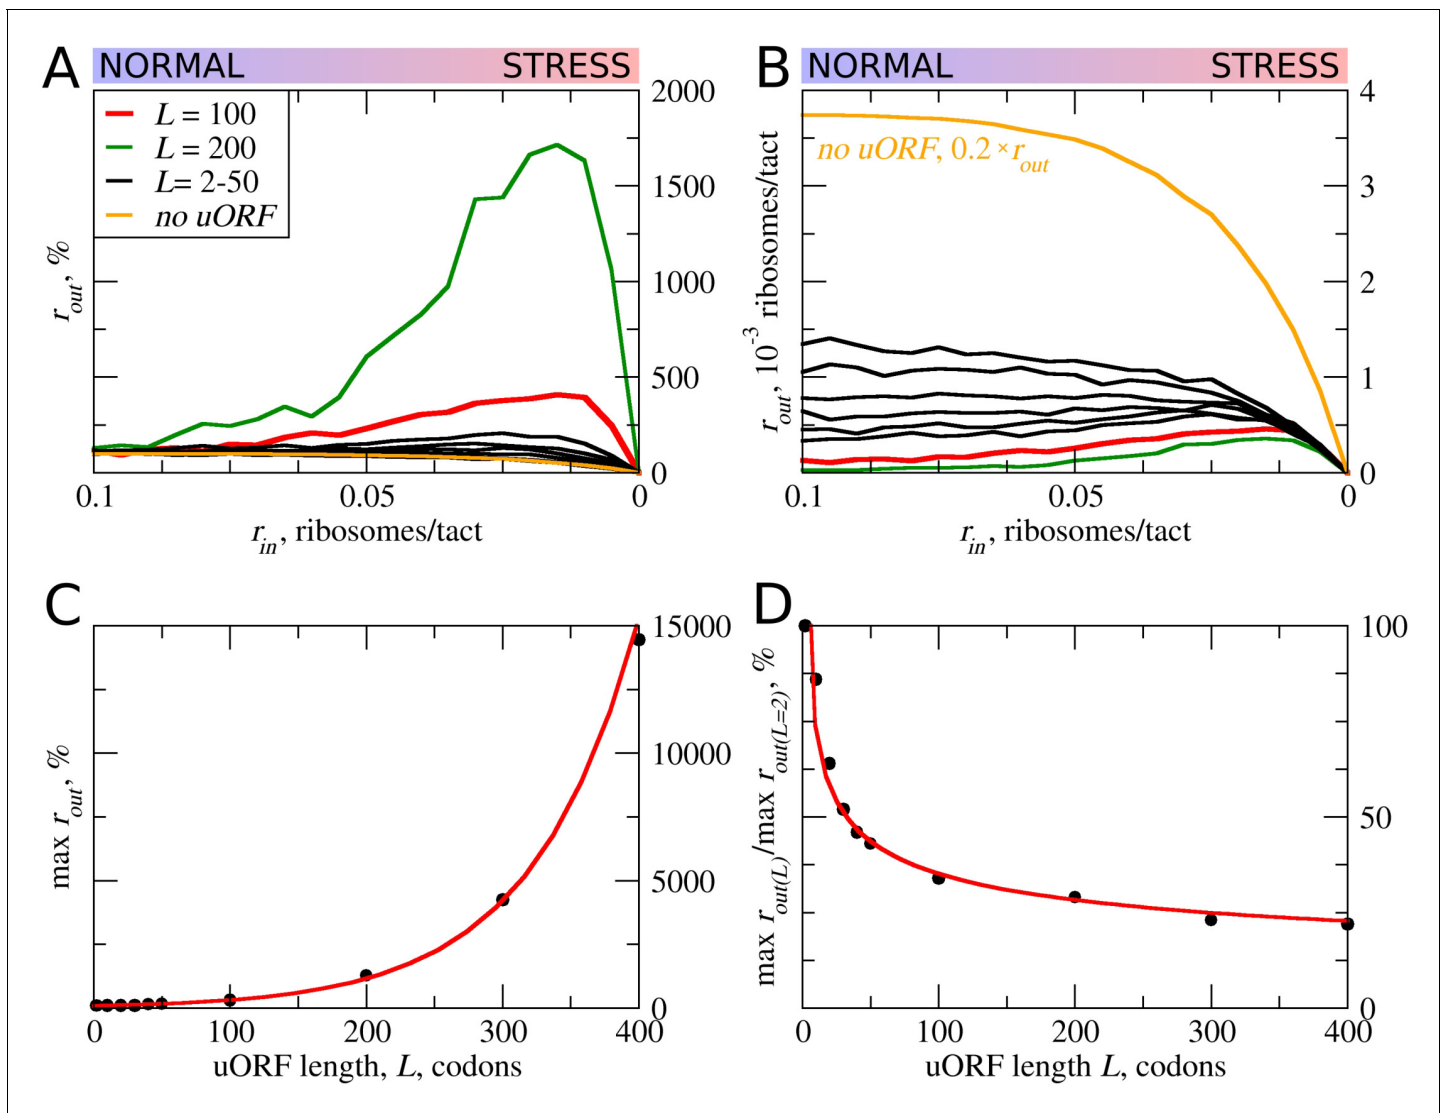 A
NORMAL STRESS
L = 100
L = 200
L= 2-50
no uORF
r_out, %
2000
1500
1000
500
0
0.1 0.05 0
r_in, ribosomes/tact
B
NORMAL STRESS
no uORF, 0.2×r_out
r_out, 10^-3 ribosomes/tact
4
3
2
1
0
0.1 0.05 0
r_in, ribosomes/tact
C
max r_out, %
15000
10000
5000
0
0 100 200 300 400
uORF length, L, codons
D
max r_out(L)/max r_out(L=2), %
100
50
0
0 100 200 300 400
uORF length L, codons